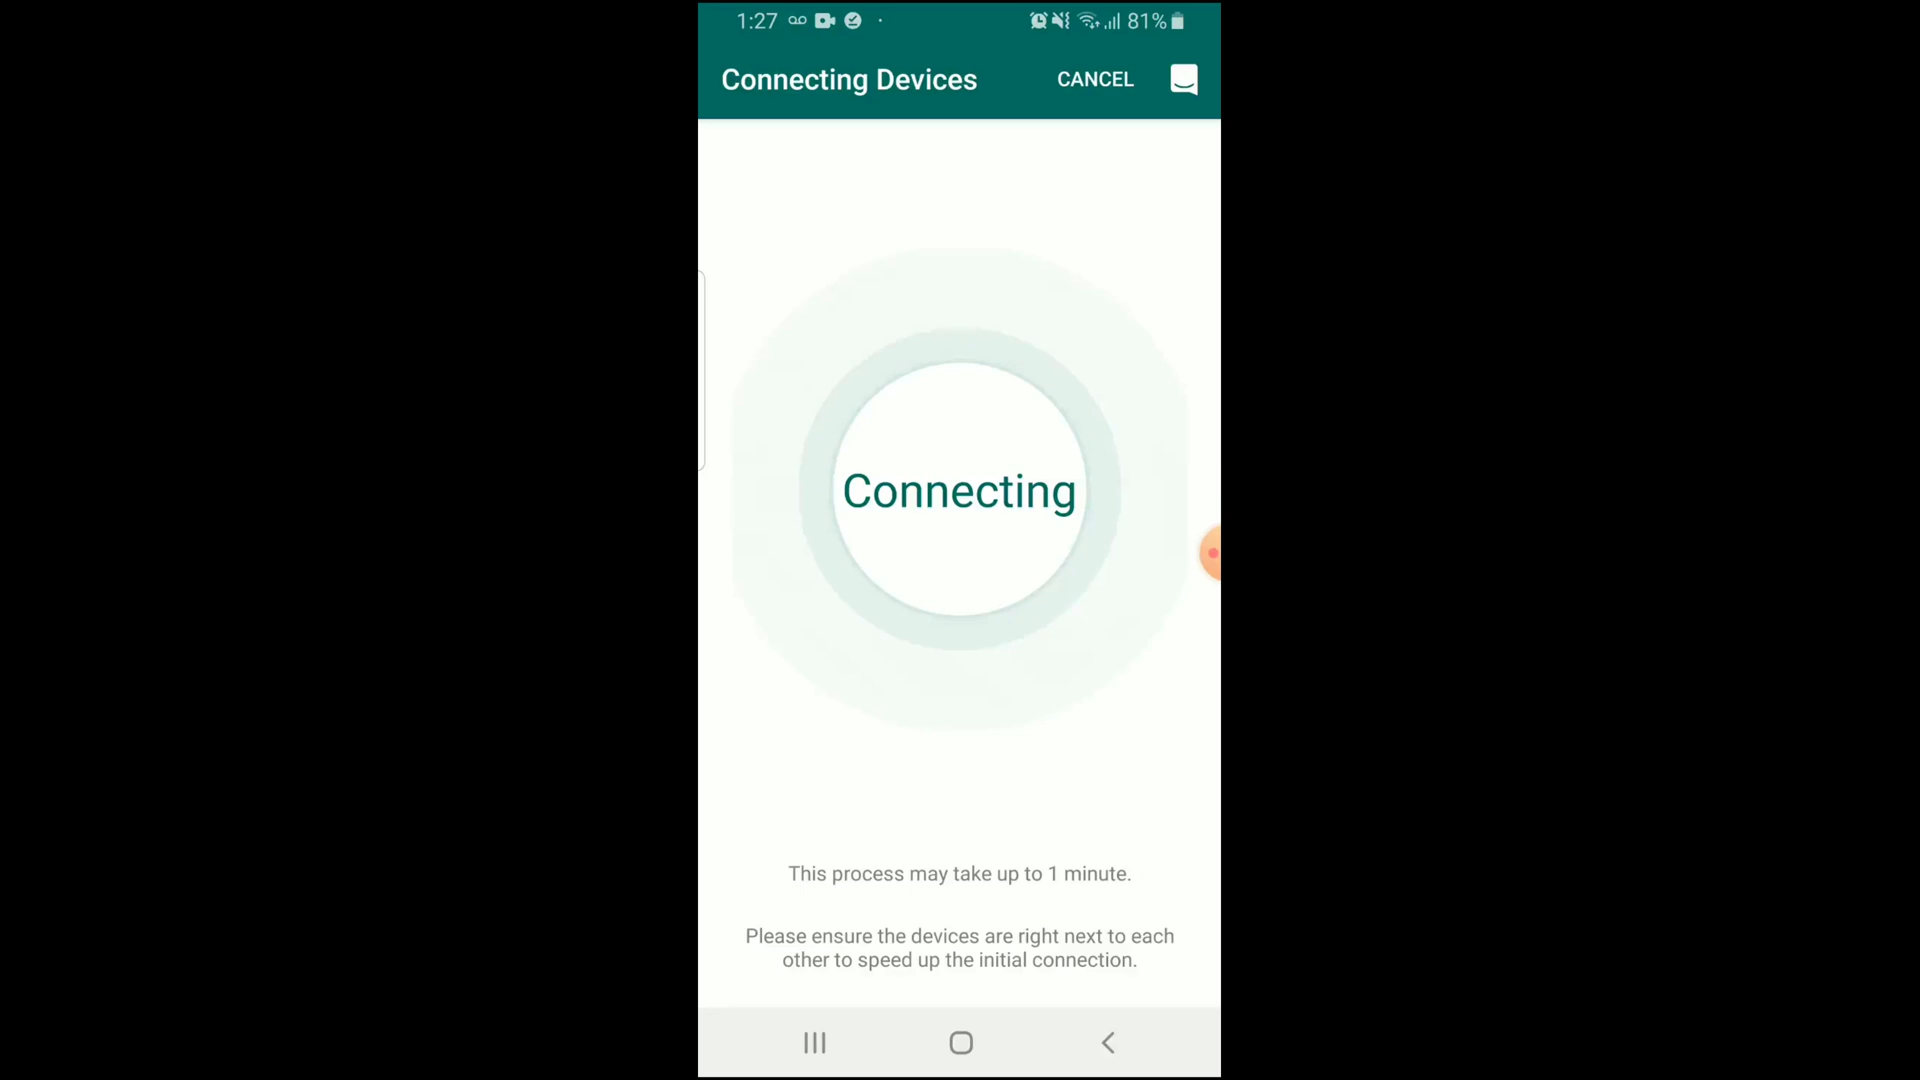 1:27
81%
Connecting Devices
CANCEL
Connecting
This process may take up to 1 minute.
Please ensure the devices are right next to each
other to speed up the initial connection.